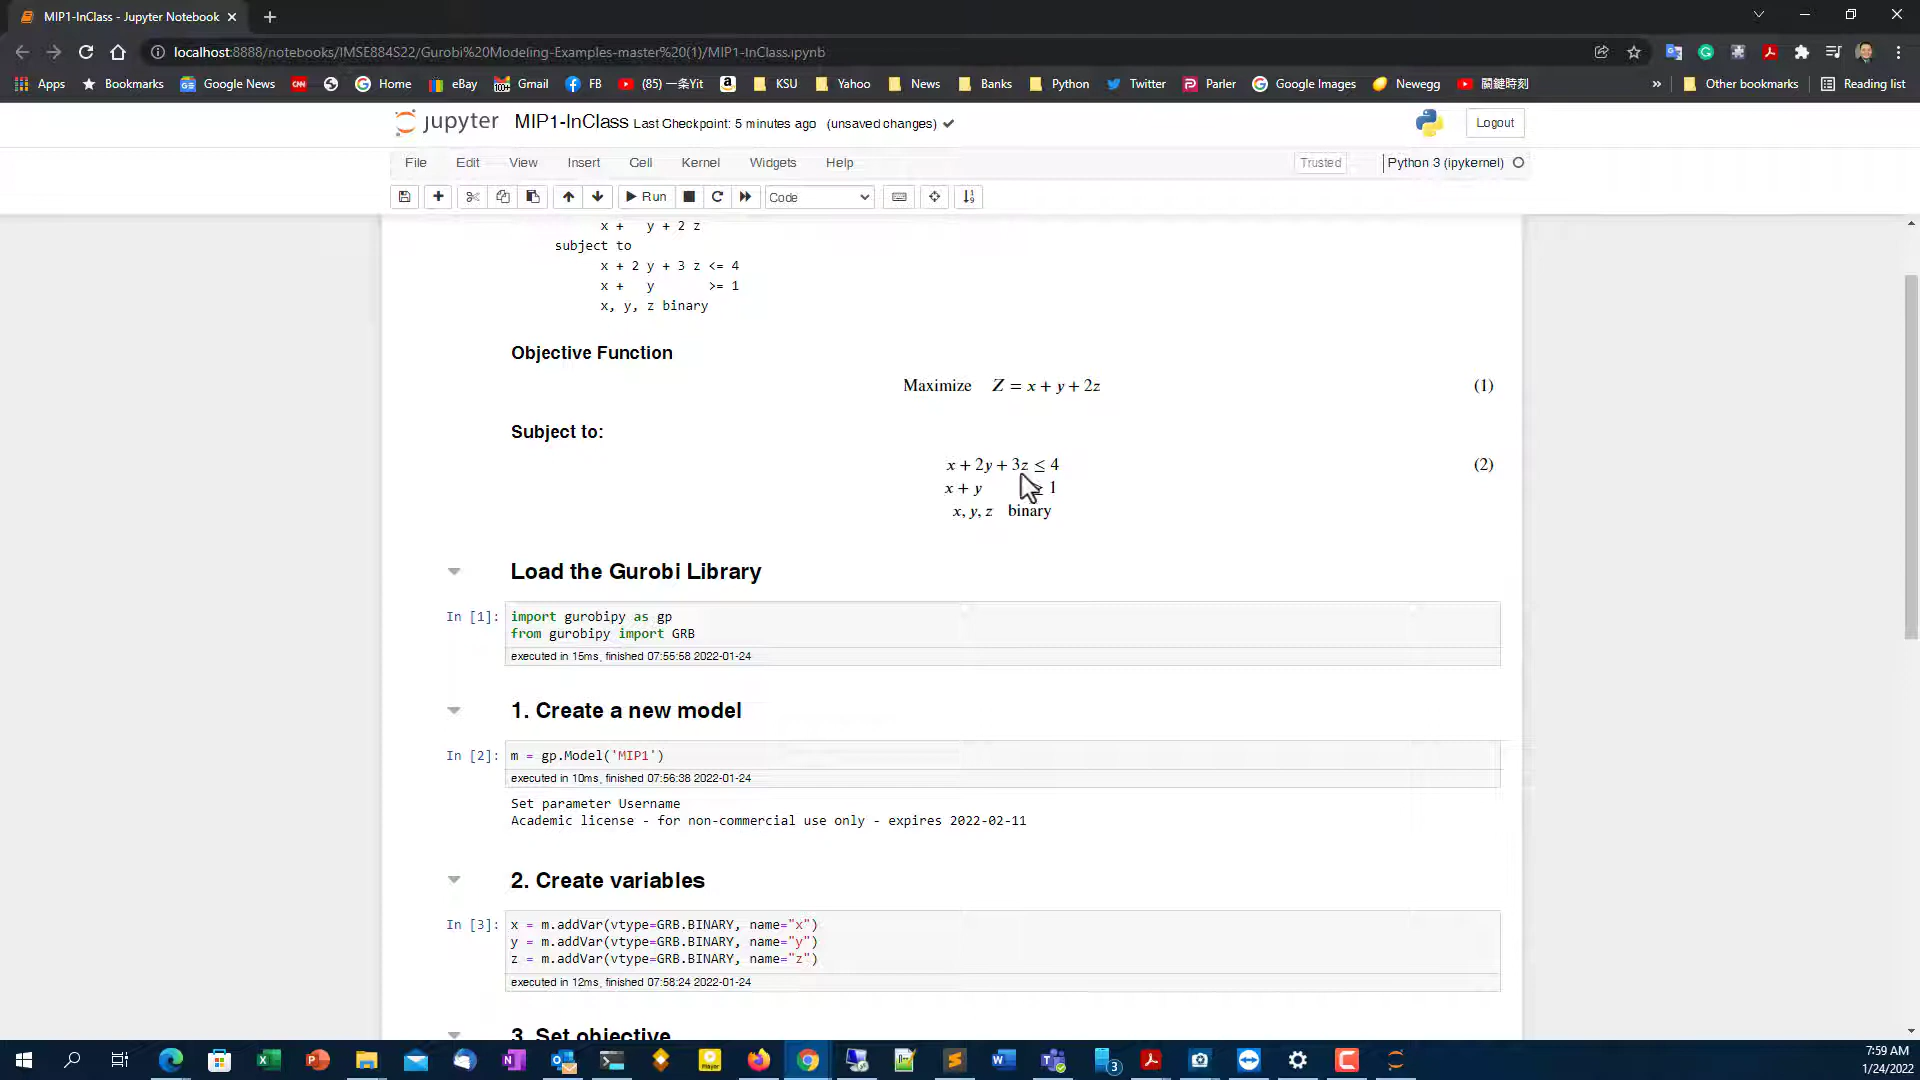 MIP1-InClass - Jupyter Notebook
localhost:8888/notebooks/IMSE884S22/Gurobi%20Modeling-Examples-master%20(1)/MIP1-InClass.ipynb
Apps Bookmarks Google News CNN Home eBay Gmail FB (85) 一条Yit KSU Yahoo News Banks Python Twitter Parler Google Images Newegg 關鍵時刻 » Other bookmarks Reading list
jupyter MIP1-InClass Last Checkpoint: 5 minutes ago (unsaved changes) Logout
File Edit View Insert Cell Kernel Widgets Help Trusted Python 3 (ipykernel)
Run Code
x + y + 2 z
subject to
x + 2 y + 3 z <= 4
x + y >= 1
x, y, z binary
Objective Function
Maximize Z = x + y + 2z (1)
Subject to:
x + 2y + 3z ≤ 4 (2)
x + y ≥ 1
x, y, z binary
Load the Gurobi Library
In [1]: import gurobipy as gp
from gurobipy import GRB
executed in 15ms, finished 07:55:58 2022-01-24
1. Create a new model
In [2]: m = gp.Model('MIP1')
executed in 10ms, finished 07:56:38 2022-01-24
Set parameter Username
Academic license - for non-commercial use only - expires 2022-02-11
2. Create variables
In [3]: x = m.addVar(vtype=GRB.BINARY, name="x")
y = m.addVar(vtype=GRB.BINARY, name="y")
z = m.addVar(vtype=GRB.BINARY, name="z")
executed in 12ms, finished 07:58:24 2022-01-24
3. Set objective
7:59 AM
1/24/2022